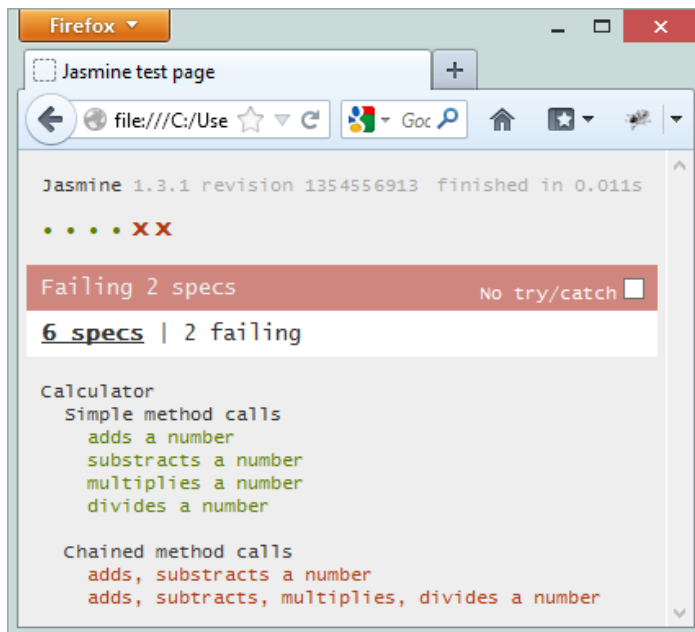 Firefox
Jasmine test page
file:///C:/Use
Goc
Jasmine 1.3.1 revision 1354556913 finished in 0.011s
• • • • x x
Failing 2 specs No try/catch
6 specs | 2 failing
Calculator
Simple method calls
adds a number
substracts a number
multiplies a number
divides a number
Chained method calls
adds, substracts a number
adds, subtracts, multiplies, divides a number